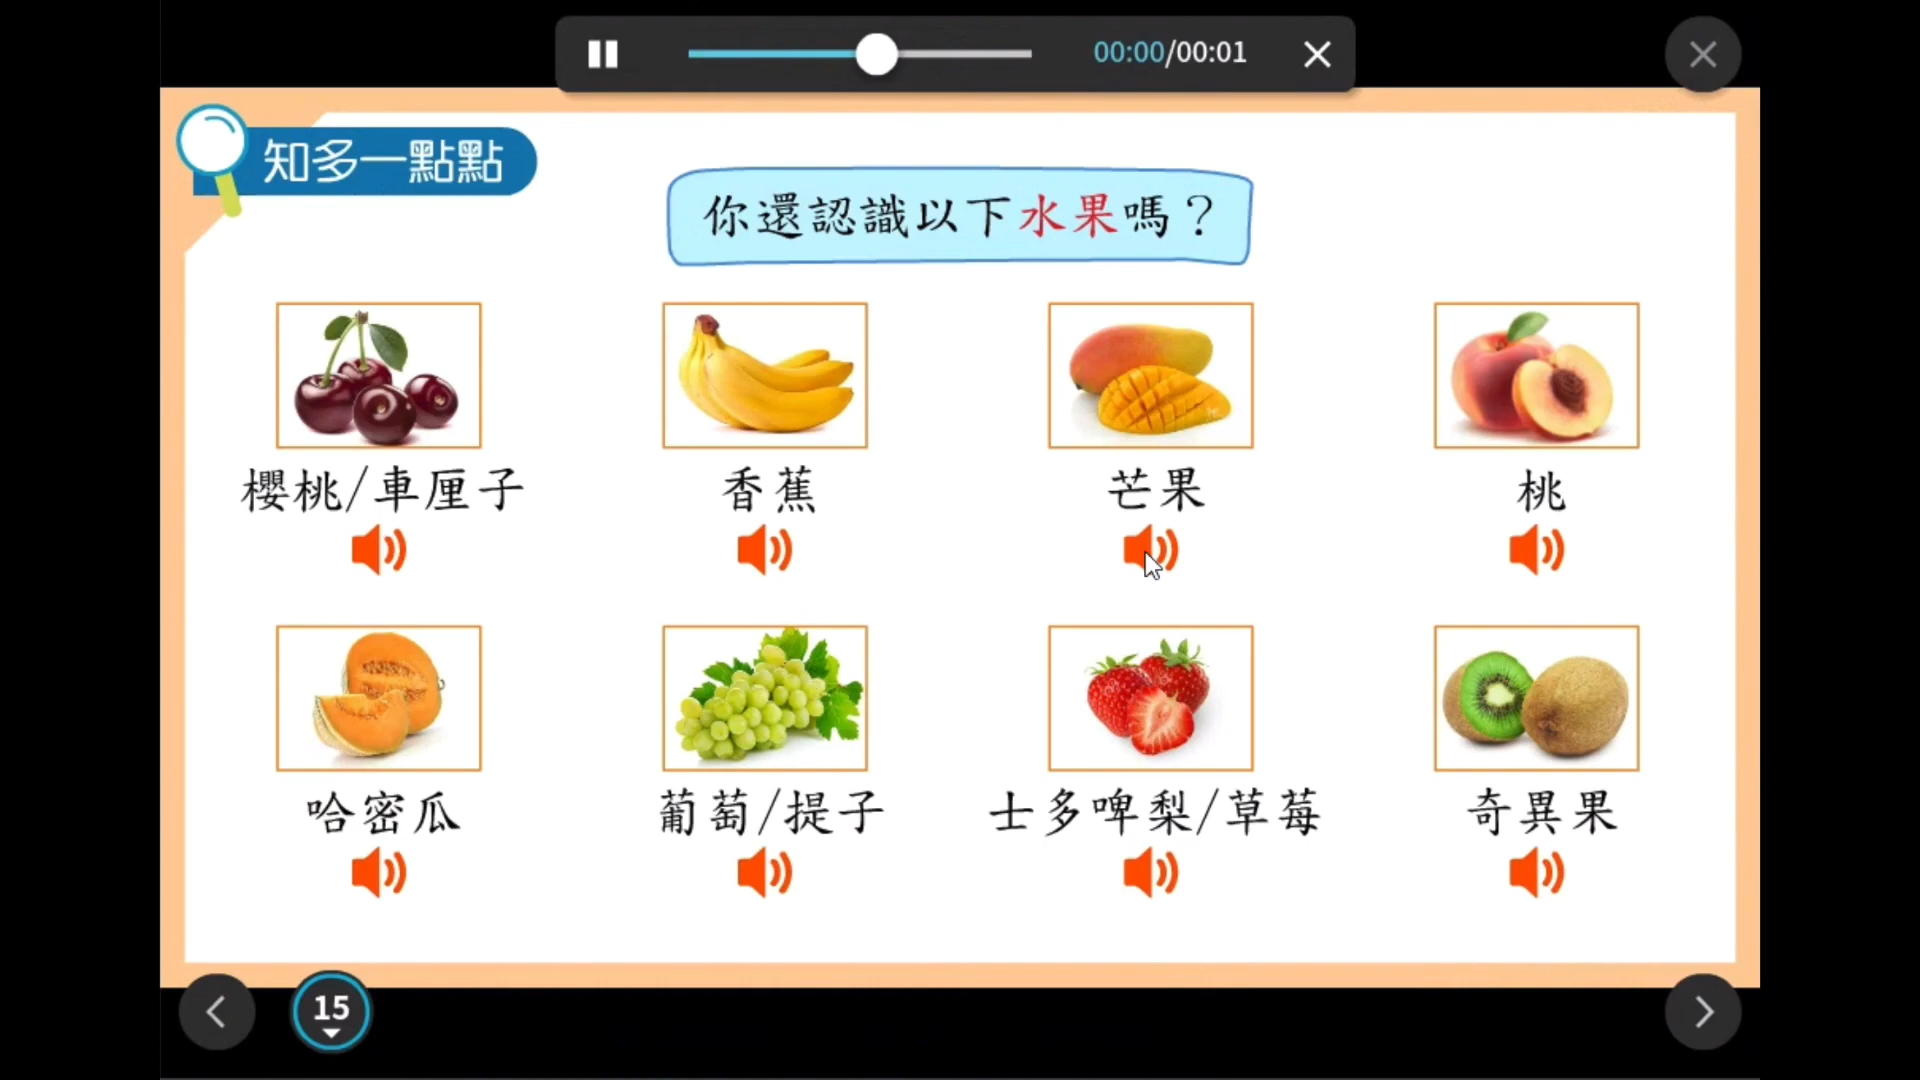 00:00/00:01
知多一點點
你還認識以下水果嗎？
櫻桃/車厘子
香蕉
芒果
桃
哈密瓜
葡萄/提子
士多啤梨/草莓
奇異果
15